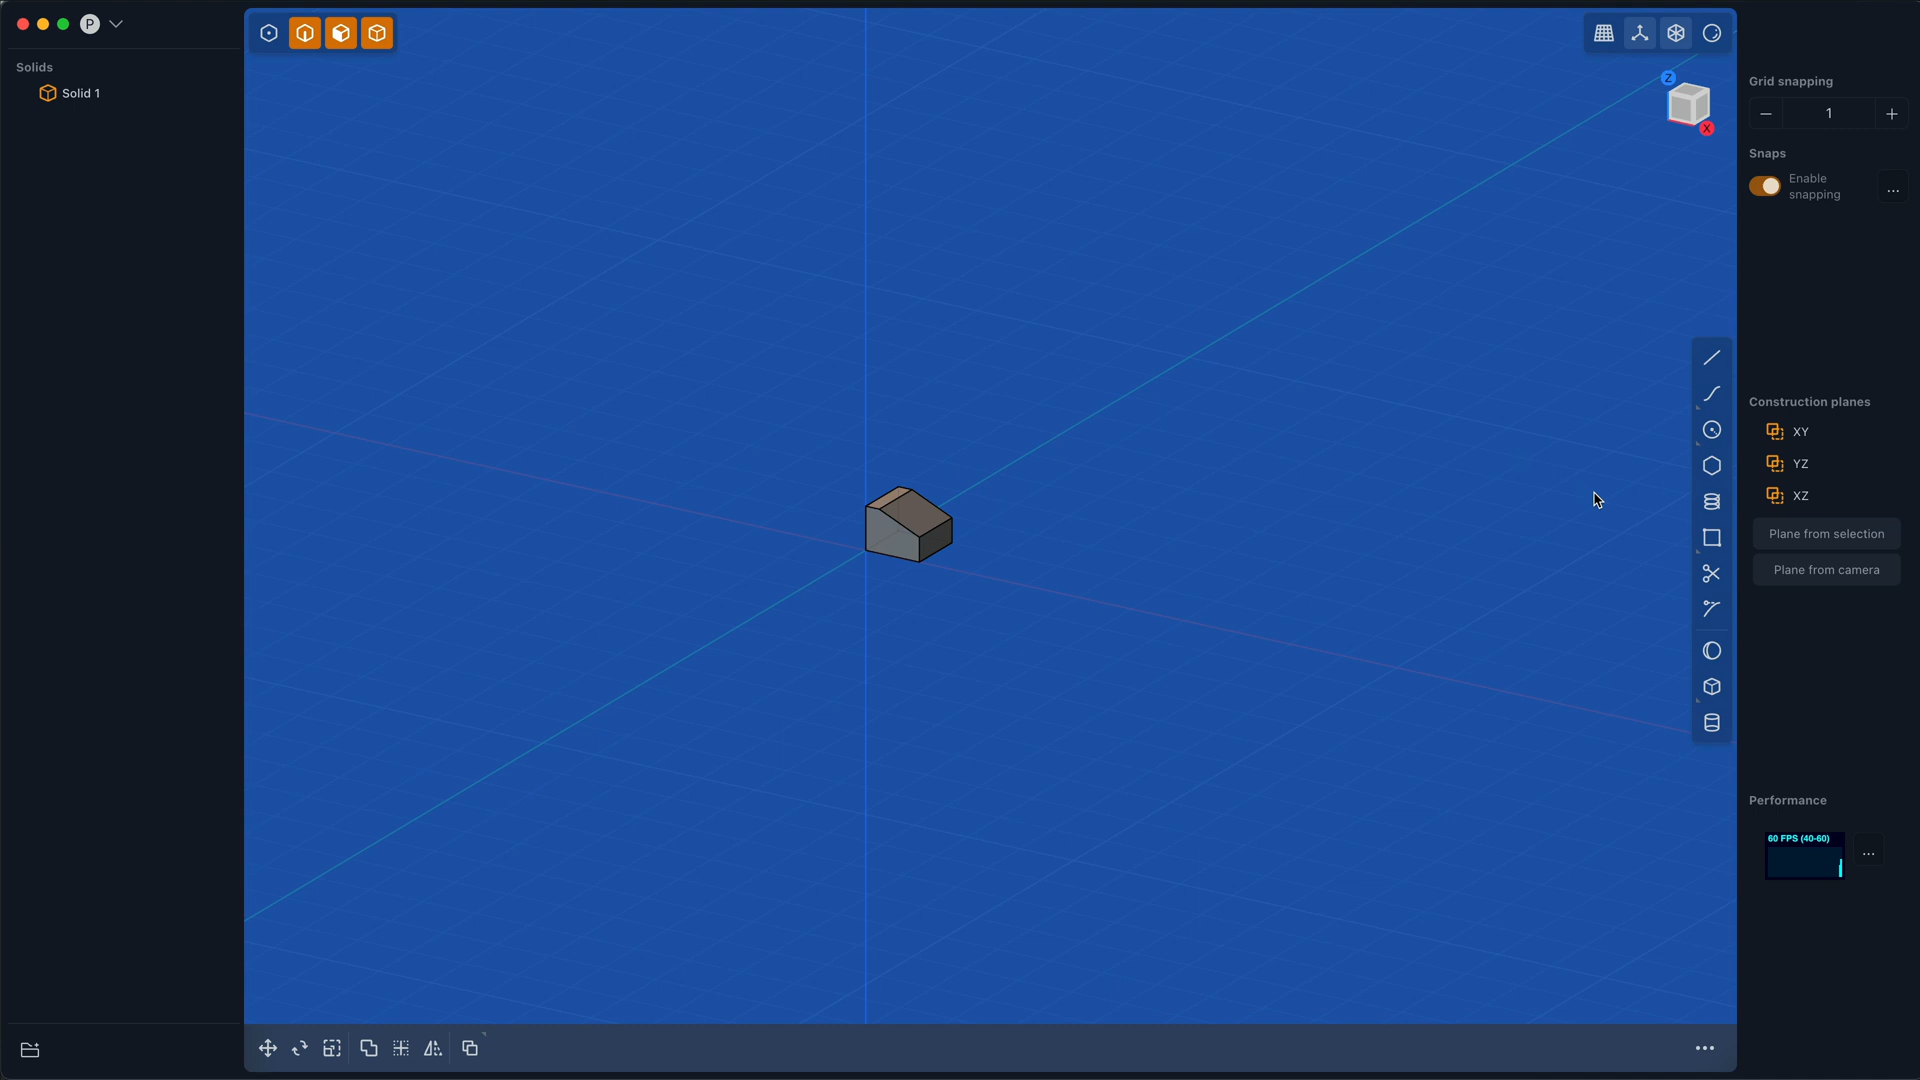 P
Solids
Solid 1
Z
X
Grid snapping
1
Snaps
Enable
snapping
...
Construction planes
XY
YZ
XZ
Plane from selection
Plane from camera
Performance
60 FPS (40-60)
...